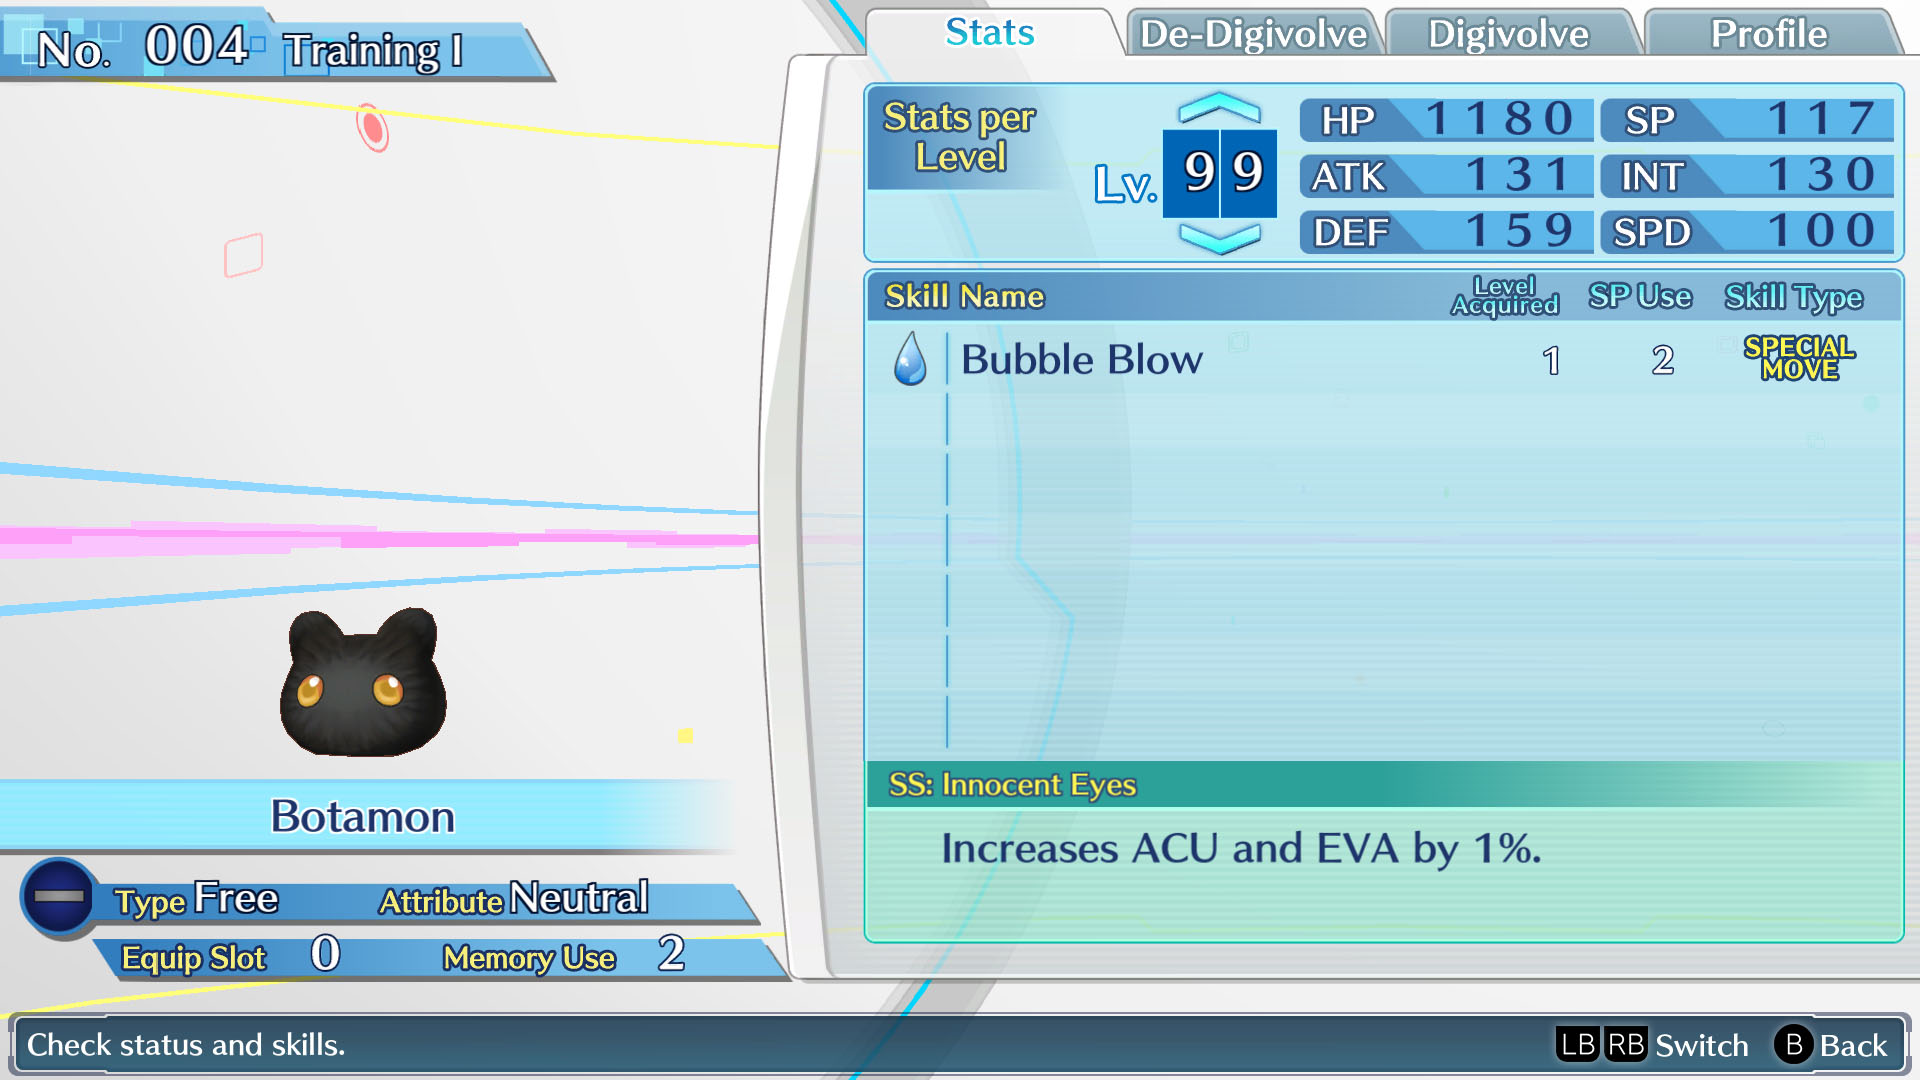 No. 004 Training I
Stats De-Digivolve Digivolve Profile
Stats per
Level
Lv. 99
HP 1180 SP 117
ATK 131 INT 130
DEF 159 SPD 100
Skill Name Level Acquired SP Use Skill Type
Bubble Blow 1 2 SPECIAL MOVE
SS: Innocent Eyes
Increases ACU and EVA by 1%.
Botamon
Type Free Attribute Neutral
Equip Slot 0 Memory Use 2
Check status and skills. LB RB Switch B Back